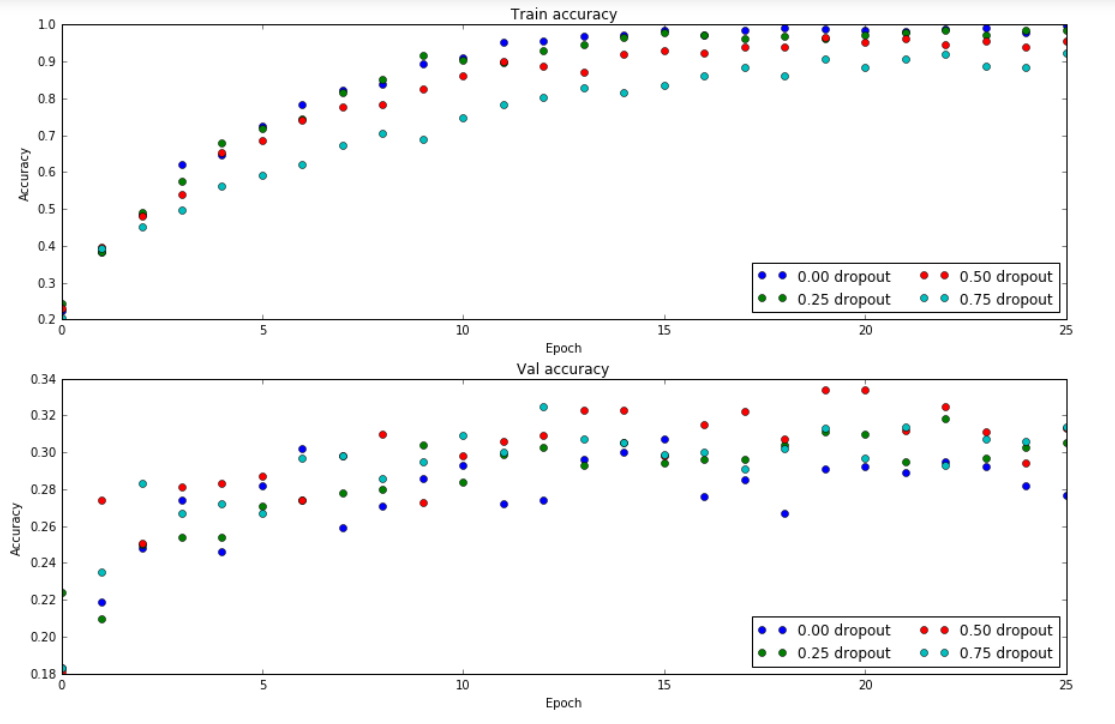 Train accuracy
1.0
0.9
0.8
0.7
0.6
0.5
0.4
0.3
0.2
Accuracy
0.00 dropout 0.50 dropout
0.25 dropout 0.75 dropout
0 5 10 15 20 25
Epoch
Val accuracy
0.34
0.32
0.30
0.28
0.26
0.24
0.22
0.20
0.18
Accuracy
0.00 dropout 0.50 dropout
0.25 dropout 0.75 dropout
0 5 10 15 20 25
Epoch